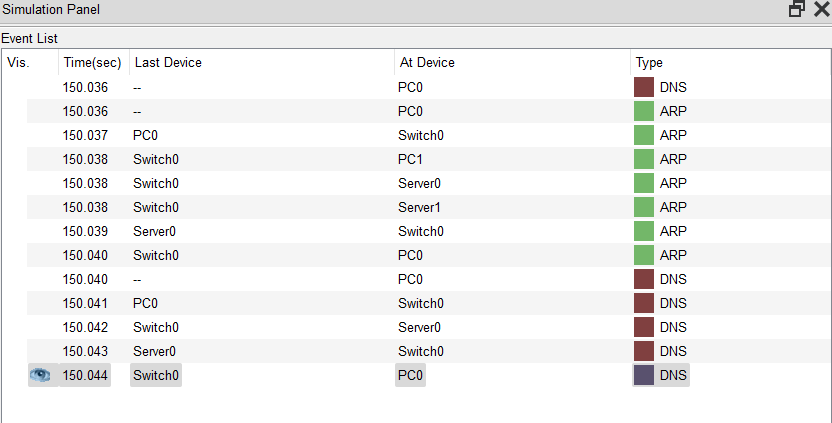 Simulation Panel
Event List
Vis. Time(sec) Last Device At Device Type
150.036 -- PC0 DNS
150.036 -- PC0 ARP
150.037 PC0 Switch0 ARP
150.038 Switch0 PC1 ARP
150.038 Switch0 Server0 ARP
150.038 Switch0 Server1 ARP
150.039 Server0 Switch0 ARP
150.040 Switch0 PC0 ARP
150.040 -- PC0 DNS
150.041 PC0 Switch0 DNS
150.042 Switch0 Server0 DNS
150.043 Server0 Switch0 DNS
150.044 Switch0 PC0 DNS